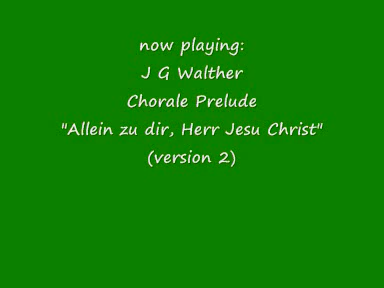 now playing:
J G Walther
Chorale Prelude
"Allein zu dir, Herr Jesu Christ"
(version 2)